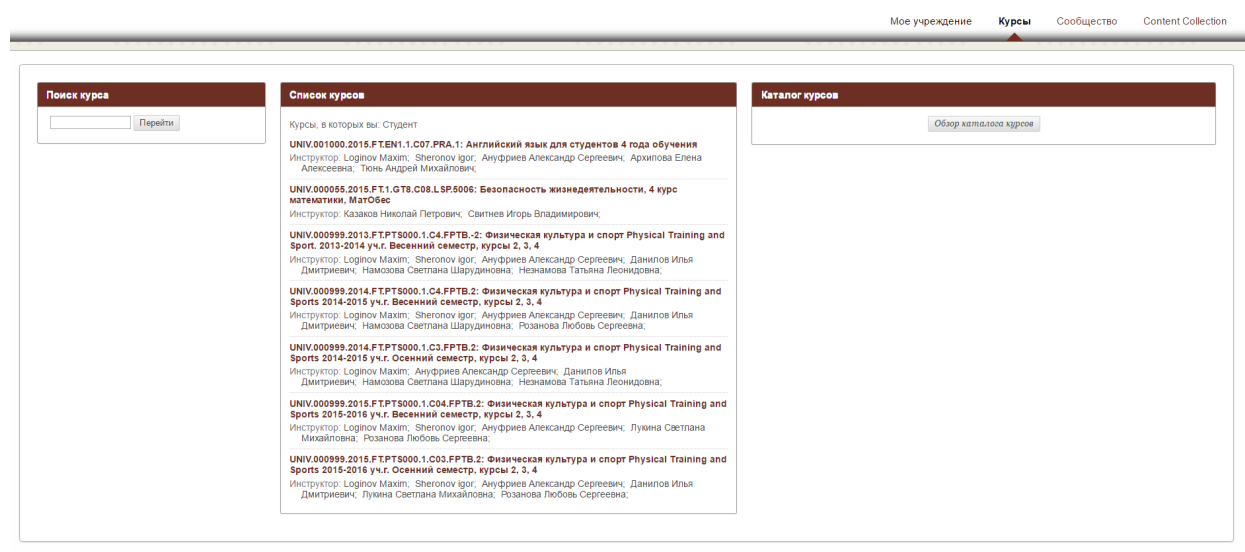 Мое учреждение Курсы Сообщество Content Collection
Поиск курса
Перейти
Список курсов
Курсы, в которых вы: Студент
UNIV.001000.2015.FT.EN1.1.C07.PRA.1: Английский язык для студентов 4 года обучения
Инструктор: Loginov Maxim; Sheronov igor; Ануфриев Александр Сергеевич; Архипова Елена
Алексеевна; Тюнь Андрей Михайлович;
UNIV.000055.2015.FT.1.GT8.C08.LSP.5006: Безопасность жизнедеятельности, 4 курс
математики, МатОбес
Инструктор: Казаков Николай Петрович; Свитнев Игорь Владимирович;
UNIV.000999.2013.FT.PTS000.1.C4.FPTB.-2: Физическая культура и спорт Physical Training and
Sport. 2013-2014 уч.г. Весенний семестр, курсы 2, 3, 4
Инструктор: Loginov Maxim; Sheronov igor; Ануфриев Александр Сергеевич; Данилов Илья
Дмитриевич; Намозова Светлана Шарудиновна; Незнамова Татьяна Леонидовна;
UNIV.000999.2014.FT.PTS000.1.C4.FPTB.2: Физическая культура и спорт Physical Training and
Sports 2014-2015 уч.г. Весенний семестр, курсы 2, 3, 4
Инструктор: Loginov Maxim; Sheronov igor; Ануфриев Александр Сергеевич; Данилов Илья
Дмитриевич; Намозова Светлана Шарудиновна; Розанова Любовь Сергеевна;
UNIV.000999.2014.FT.PTS000.1.C3.FPTB.2: Физическая культура и спорт Physical Training and
Sports 2014-2015 уч.г. Осенний семестр, курсы 2, 3, 4
Инструктор: Loginov Maxim; Ануфриев Александр Сергеевич; Данилов Илья
Дмитриевич; Намозова Светлана Шарудиновна; Незнамова Татьяна Леонидовна;
UNIV.000999.2015.FT.PTS000.1.C04.FPTB.2: Физическая культура и спорт Physical Training and
Sports 2015-2016 уч.г. Весенний семестр, курсы 2, 3, 4
Инструктор: Loginov Maxim; Sheronov igor; Ануфриев Александр Сергеевич; Лукина Светлана
Михайловна; Розанова Любовь Сергеевна;
UNIV.000999.2015.FT.PTS000.1.C03.FPTB.2: Физическая культура и спорт Physical Training and
Sports 2015-2016 уч.г. Осенний семестр, курсы 2, 3, 4
Инструктор: Loginov Maxim; Sheronov igor; Ануфриев Александр Сергеевич; Данилов Илья
Дмитриевич; Лукина Светлана Михайловна; Розанова Любовь Сергеевна;
Каталог курсов
Обзор каталога курсов